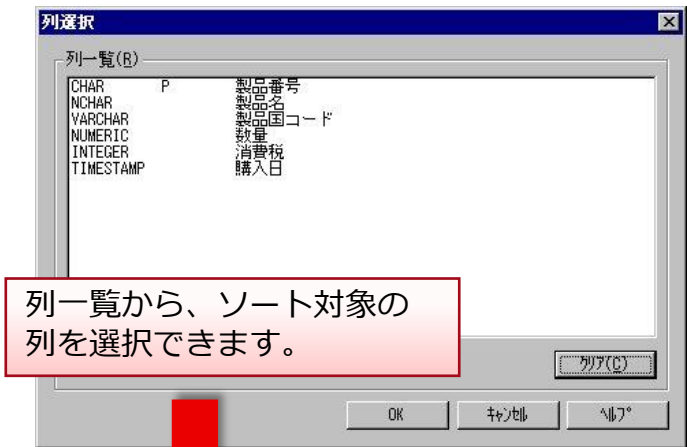 列選択
列一覧(R)
CHAR P 製品番号
NCHAR 製品名
VARCHAR 製品国コード
NUMERIC 数量
INTEGER 消費税
TIMESTAMP 購入日
列一覧から、ソート対象の
列を選択できます。
クリア(C)
OK キャンセル ヘルプ